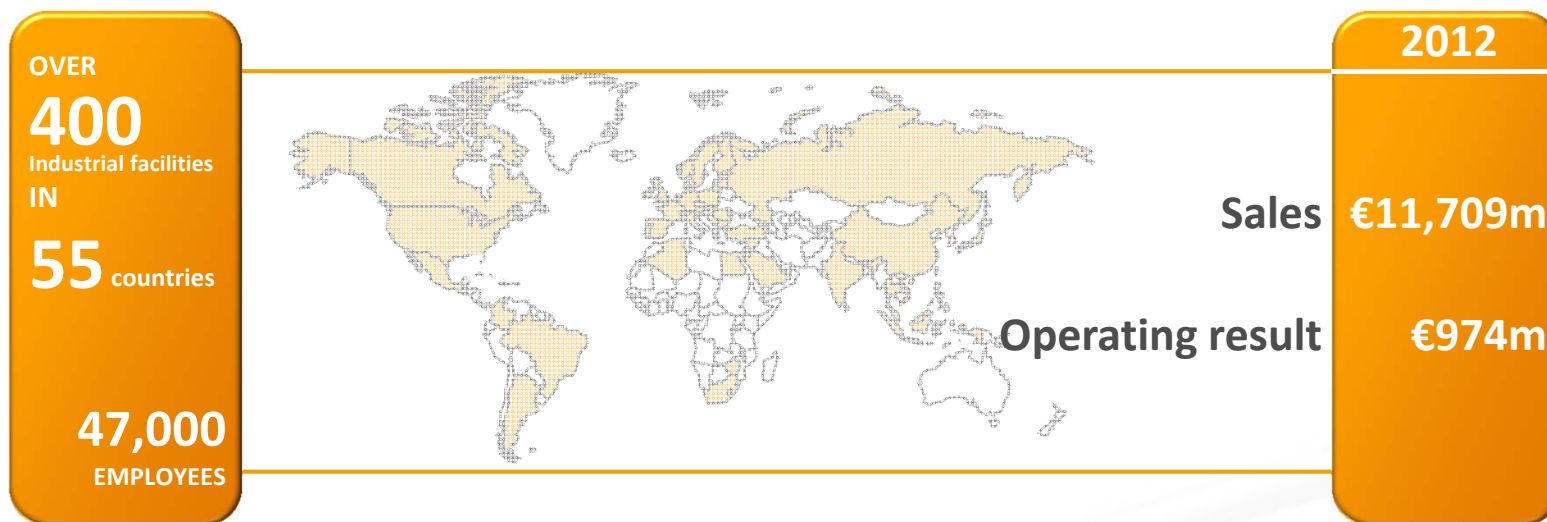 OVER
400
Industrial facilities
IN
55 countries
47,000
EMPLOYEES
2012
Sales €11,709m
Operating result €974m